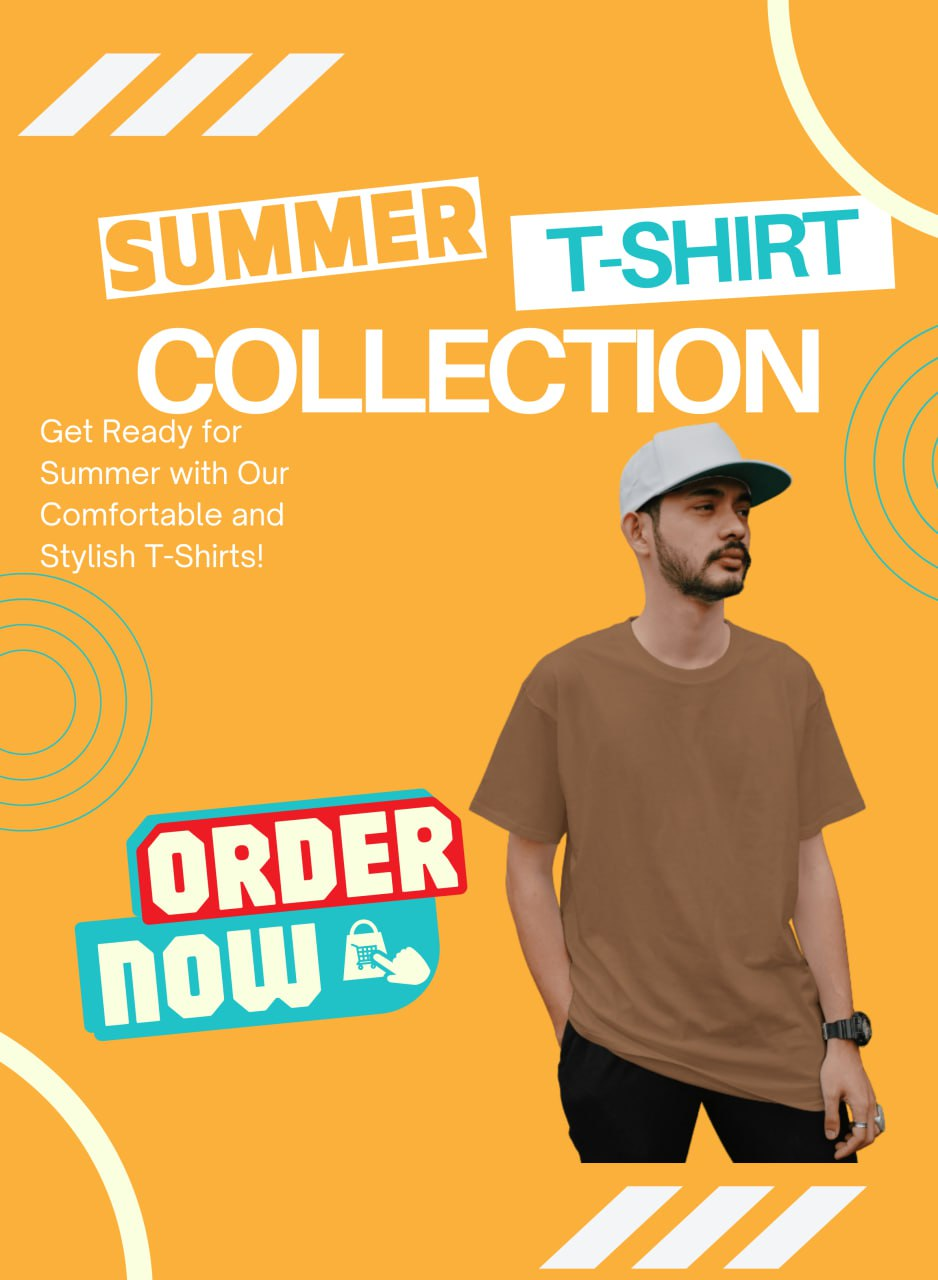 SUMMER T-SHIRT
COLLECTION
Get Ready for
Summer with Our
Comfortable and
Stylish T-Shirts!
ORDER
NOW